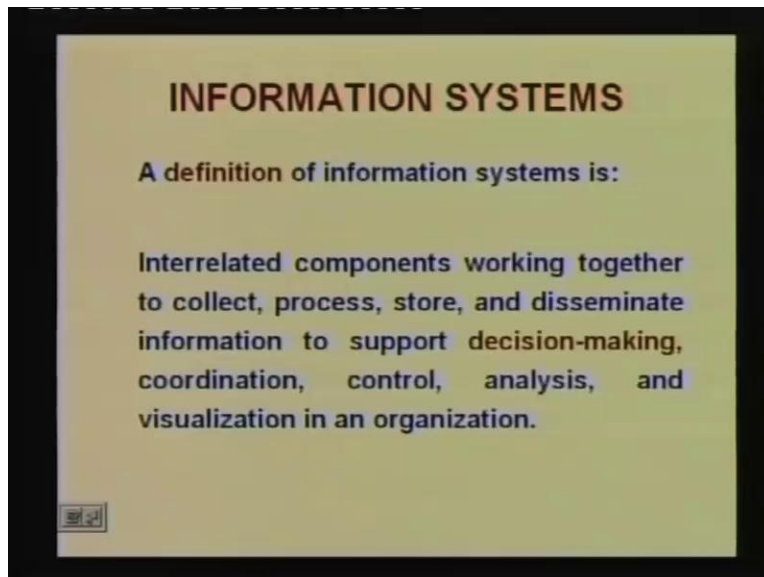 INFORMATION SYSTEMS
A definition of information systems is:
Interrelated components working together
to collect, process, store, and disseminate
information to support decision-making,
coordination, control, analysis, and
visualization in an organization.